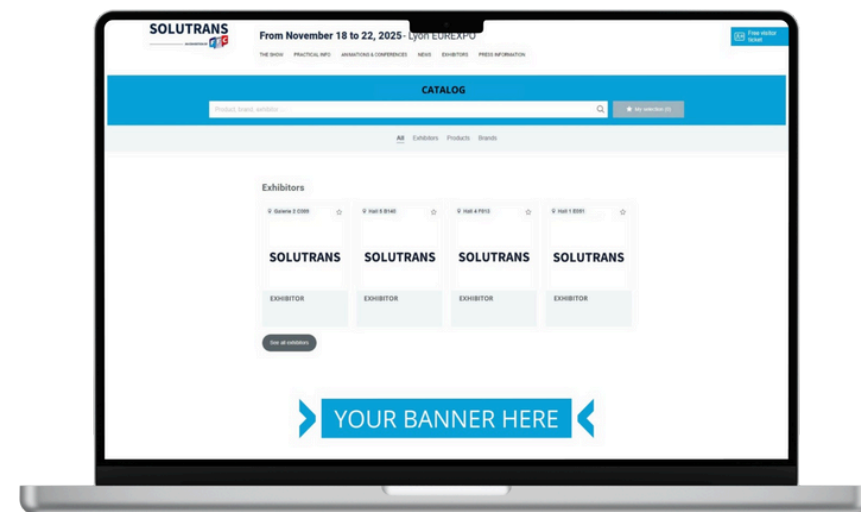 SOLUTRANS
From November 18 to 22, 2025 - Lyon EUREXPO
Free visitor
ticket
THE SHOW PRACTICAL INFO ANIMATIONS & CONFERENCES NEWS EXHIBITORS PRESS INFORMATION
CATALOG
Product, brand, exhibitor ...
My selection (0)
All Exhibitors Products Brands
Exhibitors
Galerie 2 C009 Hall 5 B140 Hall 4 F013 Hall 1 E091
SOLUTRANS SOLUTRANS SOLUTRANS SOLUTRANS
EXHIBITOR EXHIBITOR EXHIBITOR EXHIBITOR
See all exhibitors
YOUR BANNER HERE